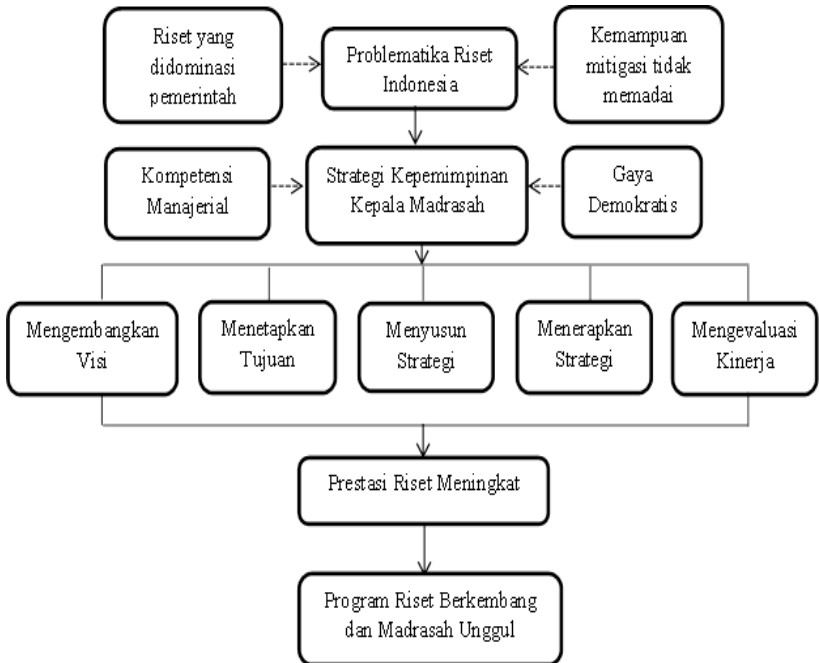 Riset yang
didominasi
pemerintah
Problematika Riset
Indonesia
Kemampuan
mitigasi tidak
memadai
Kompetensi
Manajerial
Strategi Kepemimpinan
Kepala Madrasah
Gaya
Demokratis
Mengembangkan
Visi
Menetapkan
Tujuan
Menyusun
Strategi
Menerapkan
Strategi
Mengevaluasi
Kinerja
Prestasi Riset Meningkat
Program Riset Berkembang
dan Madrasah Unggul